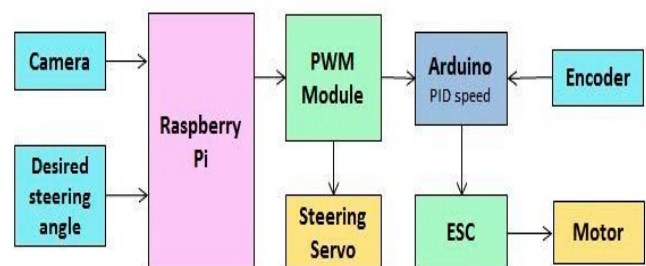 Camera
Desired
steering
angle
Raspberry
Pi
PWM
Module
Steering
Servo
Arduino
PID speed
ESC
Encoder
Motor